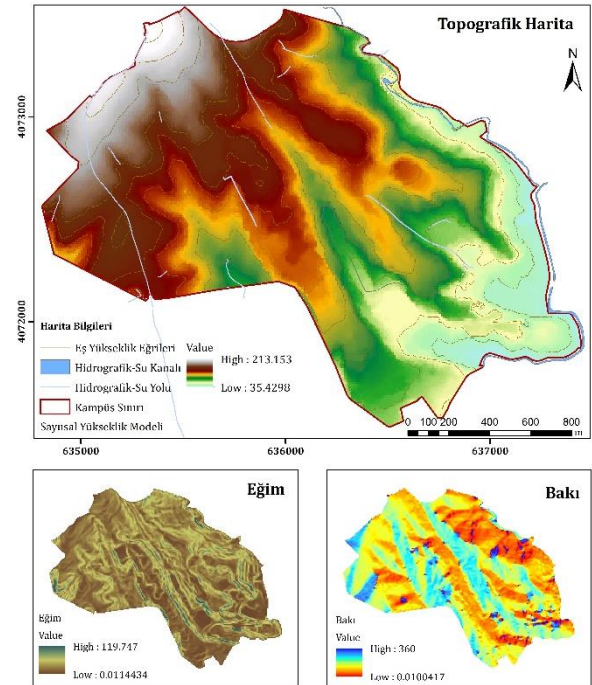 Topografik Harita
N
4073000
4072000
Harita Bilgileri
Eş Yükseklik Eğrileri
Hidrografik-Su Kanalı
Hidrografik-Su Yolu
Kampüs Sınırı
Sayısal Yükseklik Modeli
Value
High : 213.153
Low : 35.4298
0 100 200 400 600 800
m
635000 636000 637000
Eğim
Eğim
Value
High : 119.747
Low : 0.0114434
Bakı
Bakı
Value
High : 360
Low : 0.0100417